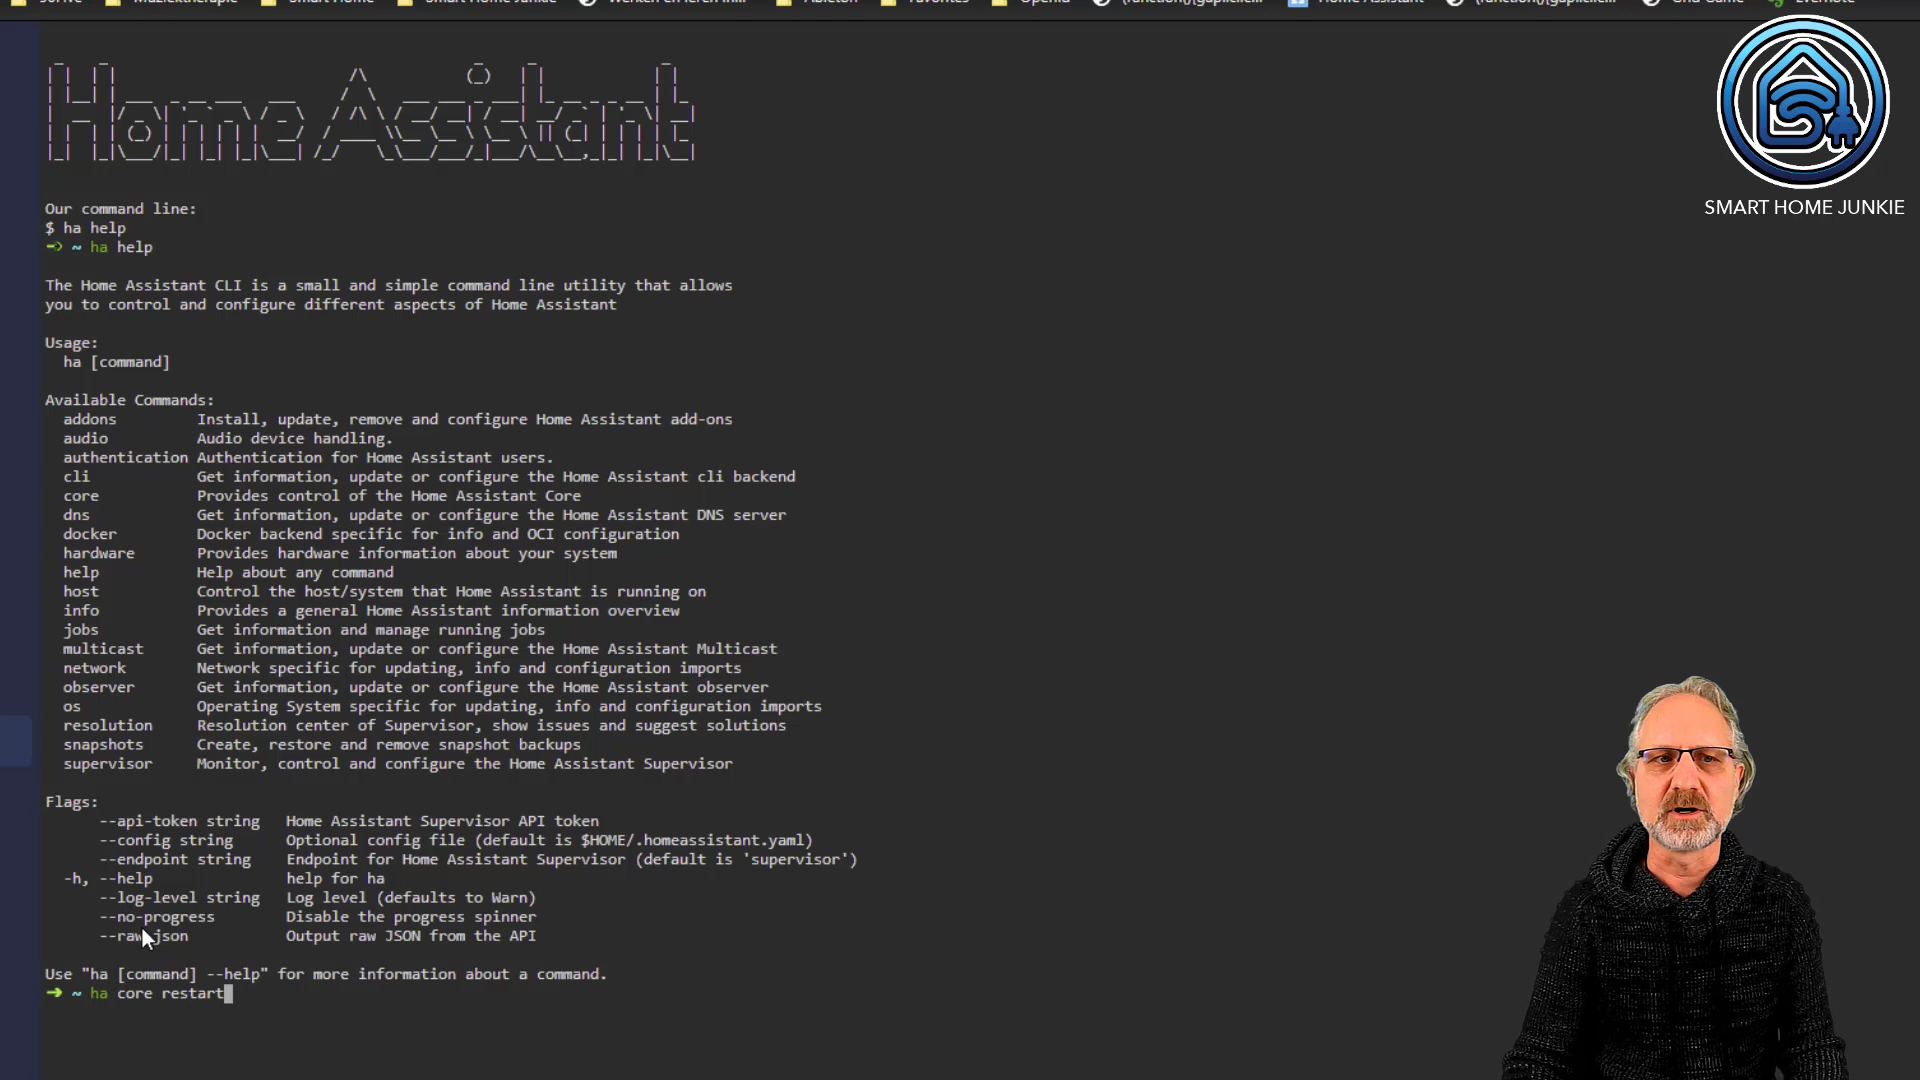 Smart Home Junkie
Ableton
Favorites
Home Assistant
Grid Game
Evernote
Home Assistant
SMART HOME JUNKIE
Our command line:
$ ha help
➔ ~ ha help
The Home Assistant CLI is a small and simple command line utility that allows
you to control and configure different aspects of Home Assistant
Usage:
ha [command]
Available Commands:
addons Install, update, remove and configure Home Assistant add-ons
audio Audio device handling.
authentication Authentication for Home Assistant users.
cli Get information, update or configure the Home Assistant cli backend
core Provides control of the Home Assistant Core
dns Get information, update or configure the Home Assistant DNS server
docker Docker backend specific for info and OCI configuration
hardware Provides hardware information about your system
help Help about any command
host Control the host/system that Home Assistant is running on
info Provides a general Home Assistant information overview
jobs Get information and manage running jobs
multicast Get information, update or configure the Home Assistant Multicast
network Network specific for updating, info and configuration imports
observer Get information, update or configure the Home Assistant observer
os Operating System specific for updating, info and configuration imports
resolution Resolution center of Supervisor, show issues and suggest solutions
snapshots Create, restore and remove snapshot backups
supervisor Monitor, control and configure the Home Assistant Supervisor
Flags:
--api-token string Home Assistant Supervisor API token
--config string Optional config file (default is $HOME/.homeassistant.yaml)
--endpoint string Endpoint for Home Assistant Supervisor (default is 'supervisor')
-h, --help help for ha
--log-level string Log level (defaults to Warn)
--no-progress Disable the progress spinner
--raw-json Output raw JSON from the API
Use "ha [command] --help" for more information about a command.
➔ ~ ha core restart